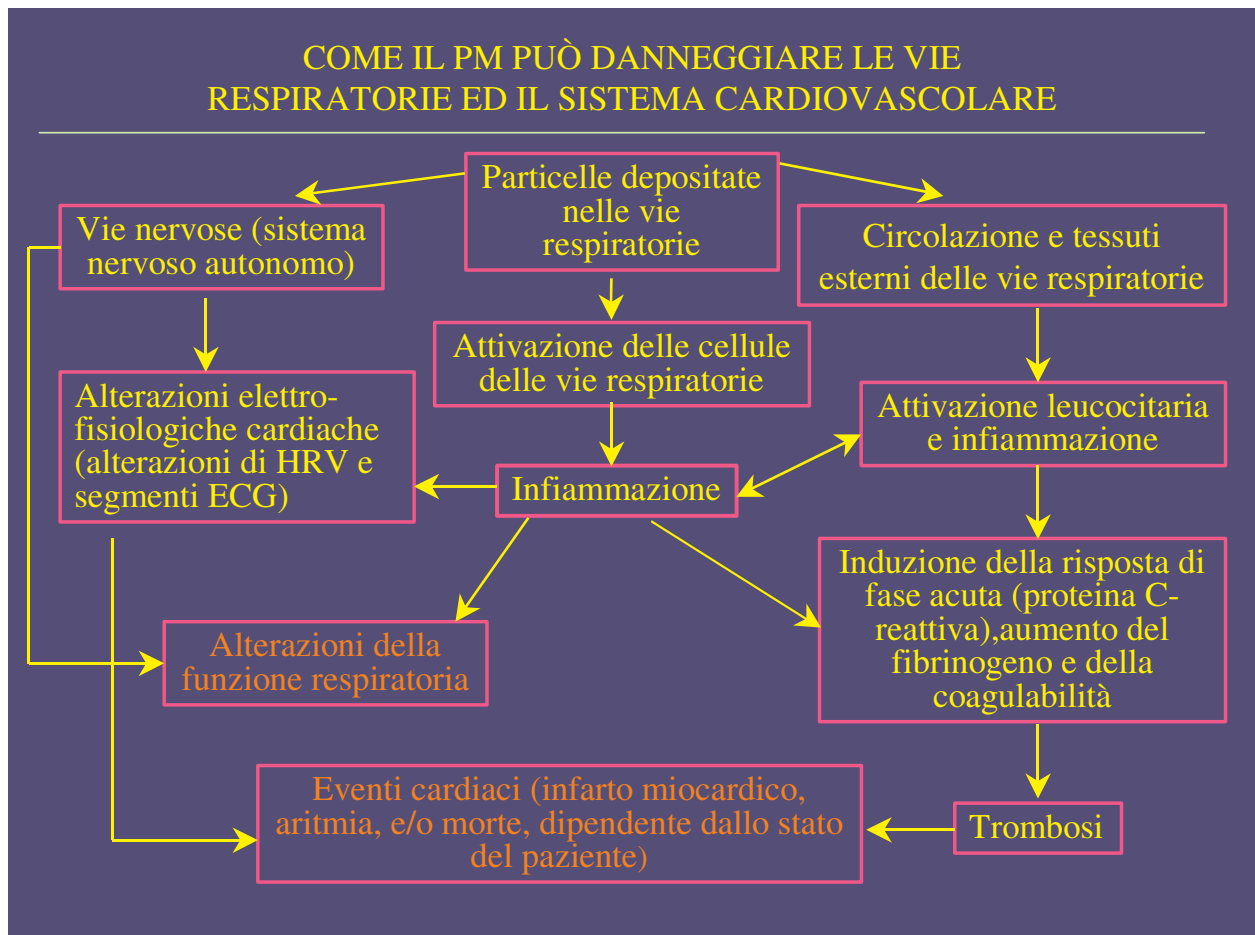 COME IL PM PUÒ DANNEGGIARE LE VIE
RESPIRATORIE ED IL SISTEMA CARDIOVASCOLARE
Particelle depositate
nelle vie
respiratorie
Vie nervose (sistema
nervoso autonomo)
Circolazione e tessuti
esterni delle vie respiratorie
Attivazione delle cellule
delle vie respiratorie
Alterazioni elettro-
fisiologiche cardiache
(alterazioni di HRV e
segmenti ECG)
Attivazione leucocitaria
e infiammazione
Infiammazione
Induzione della risposta di
fase acuta (proteina C-
reattiva),aumento del
fibrinogeno e della
coagulabilità
Alterazioni della
funzione respiratoria
Eventi cardiaci (infarto miocardico,
aritmia, e/o morte, dipendente dallo stato
del paziente)
Trombosi